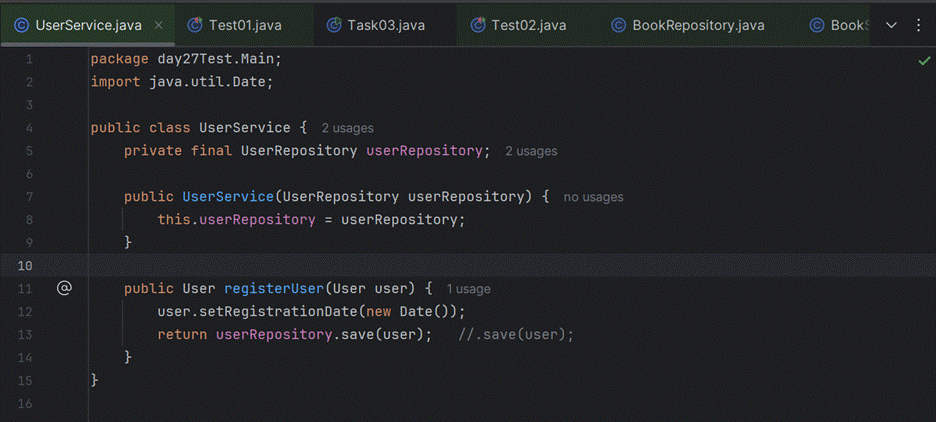 UserService.java Test01.java Task03.java Test02.java BookRepository.java
1 package day27Test.Main;
2 import java.util.Date;
3
4 public class UserService { 2 usages
5 private final UserRepository userRepository; 2 usages
6
7 public UserService(UserRepository userRepository) { no usages
8 this.userRepository = userRepository;
9 }
10
11 @ public User registerUser(User user) { 1 usage
12 user.setRegistrationDate(new Date());
13 return userRepository.save(user); //.save(user);
14 }
15 }
16